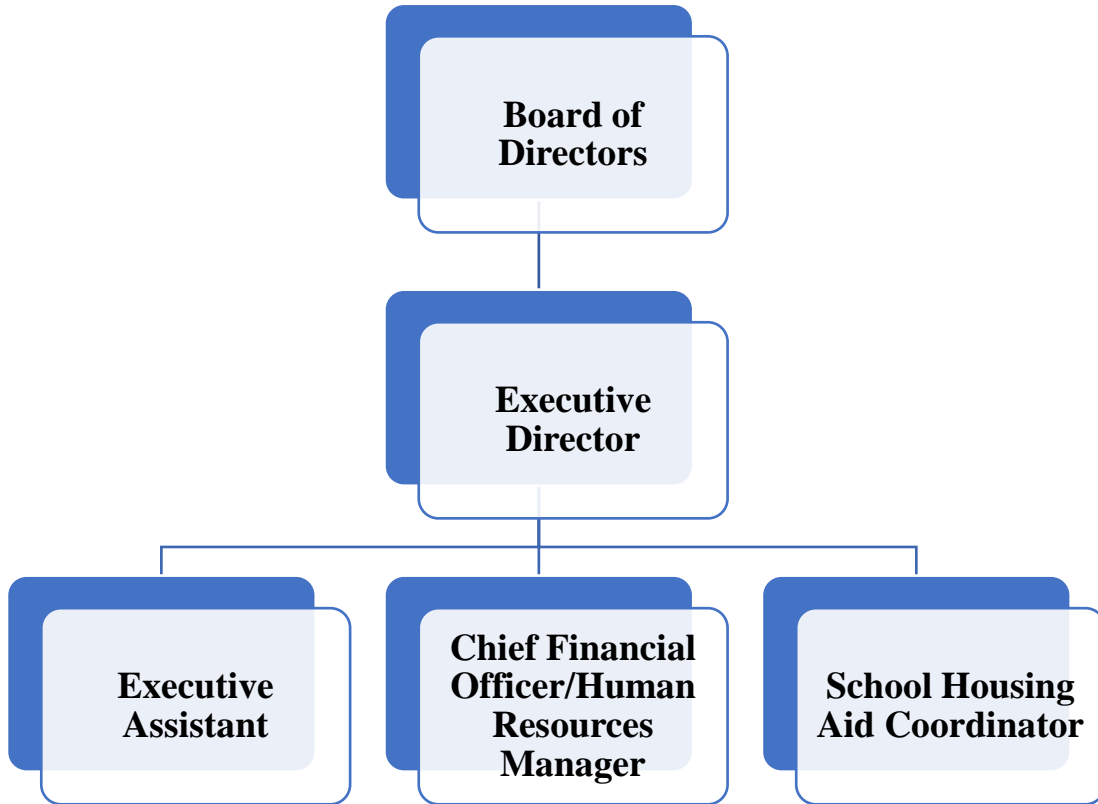 Board of
Directors
Executive
Director
Executive
Assistant
Chief Financial
Officer/Human
Resources
Manager
School Housing
Aid Coordinator